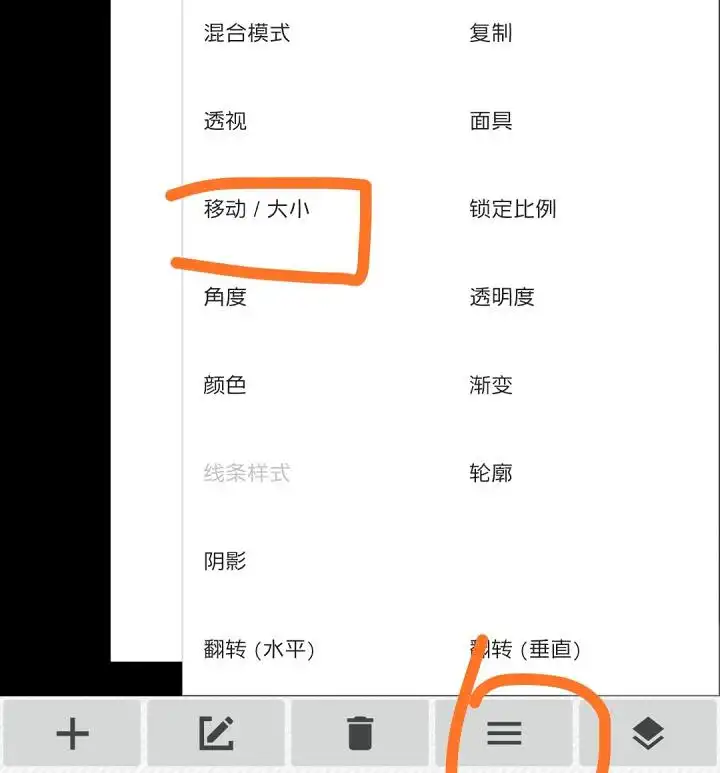 混合模式 复制
透视 面具
移动 / 大小 锁定比例
角度 透明度
颜色 渐变
线条样式 轮廓
阴影
翻转 (水平) 翻转 (垂直)